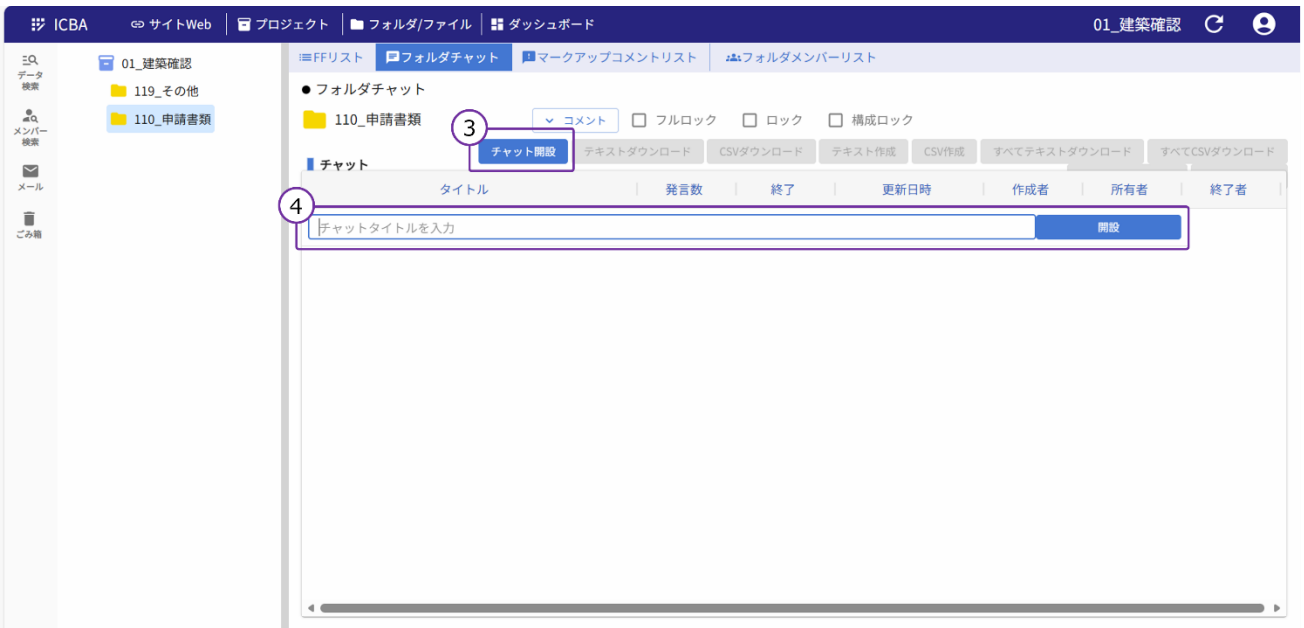 ICBA サイトWeb プロジェクト フォルダ/ファイル ダッシュボード 01_建築確認
データ
検索
メンバー
検索
メール
ごみ箱
01_建築確認
119_その他
110_申請書類
FFリスト フォルダチャット マークアップコメントリスト フォルダメンバーリスト
● フォルダチャット
110_申請書類 コメント フルロック ロック 構成ロック
③
チャット チャット開設 テキストダウンロード CSVダウンロード テキスト作成 CSV作成 すべてテキストダウンロード すべてCSVダウンロード
タイトル 発言数 終了 更新日時 作成者 所有者 終了者
④
チャットタイトルを入力 開設